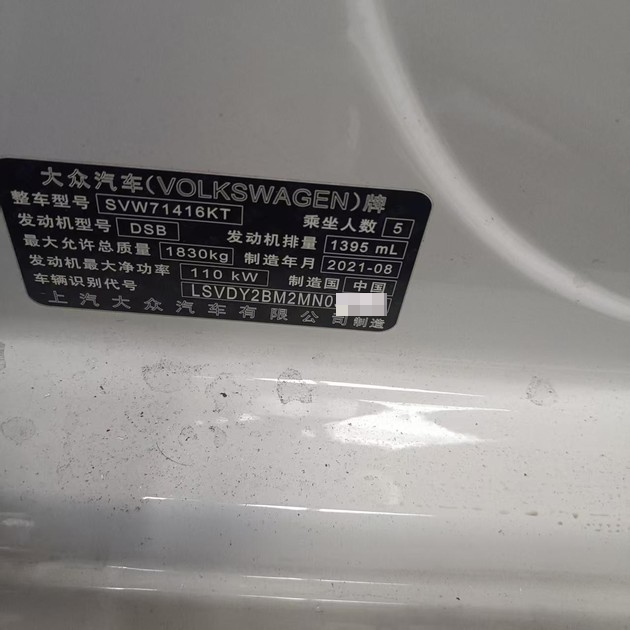 大众汽车(VOLKSWAGEN)牌
整车型号 SVW71416KT 乘坐人数 5
发动机型号 DSB 发动机排量 1395 mL
最大允许总质量 1830kg 制造年月 2021-08
发动机最大净功率 110 kW 制造国 中国
车辆识别代号 LSVDY2BM2MN0
上汽大众汽车有限公司制造